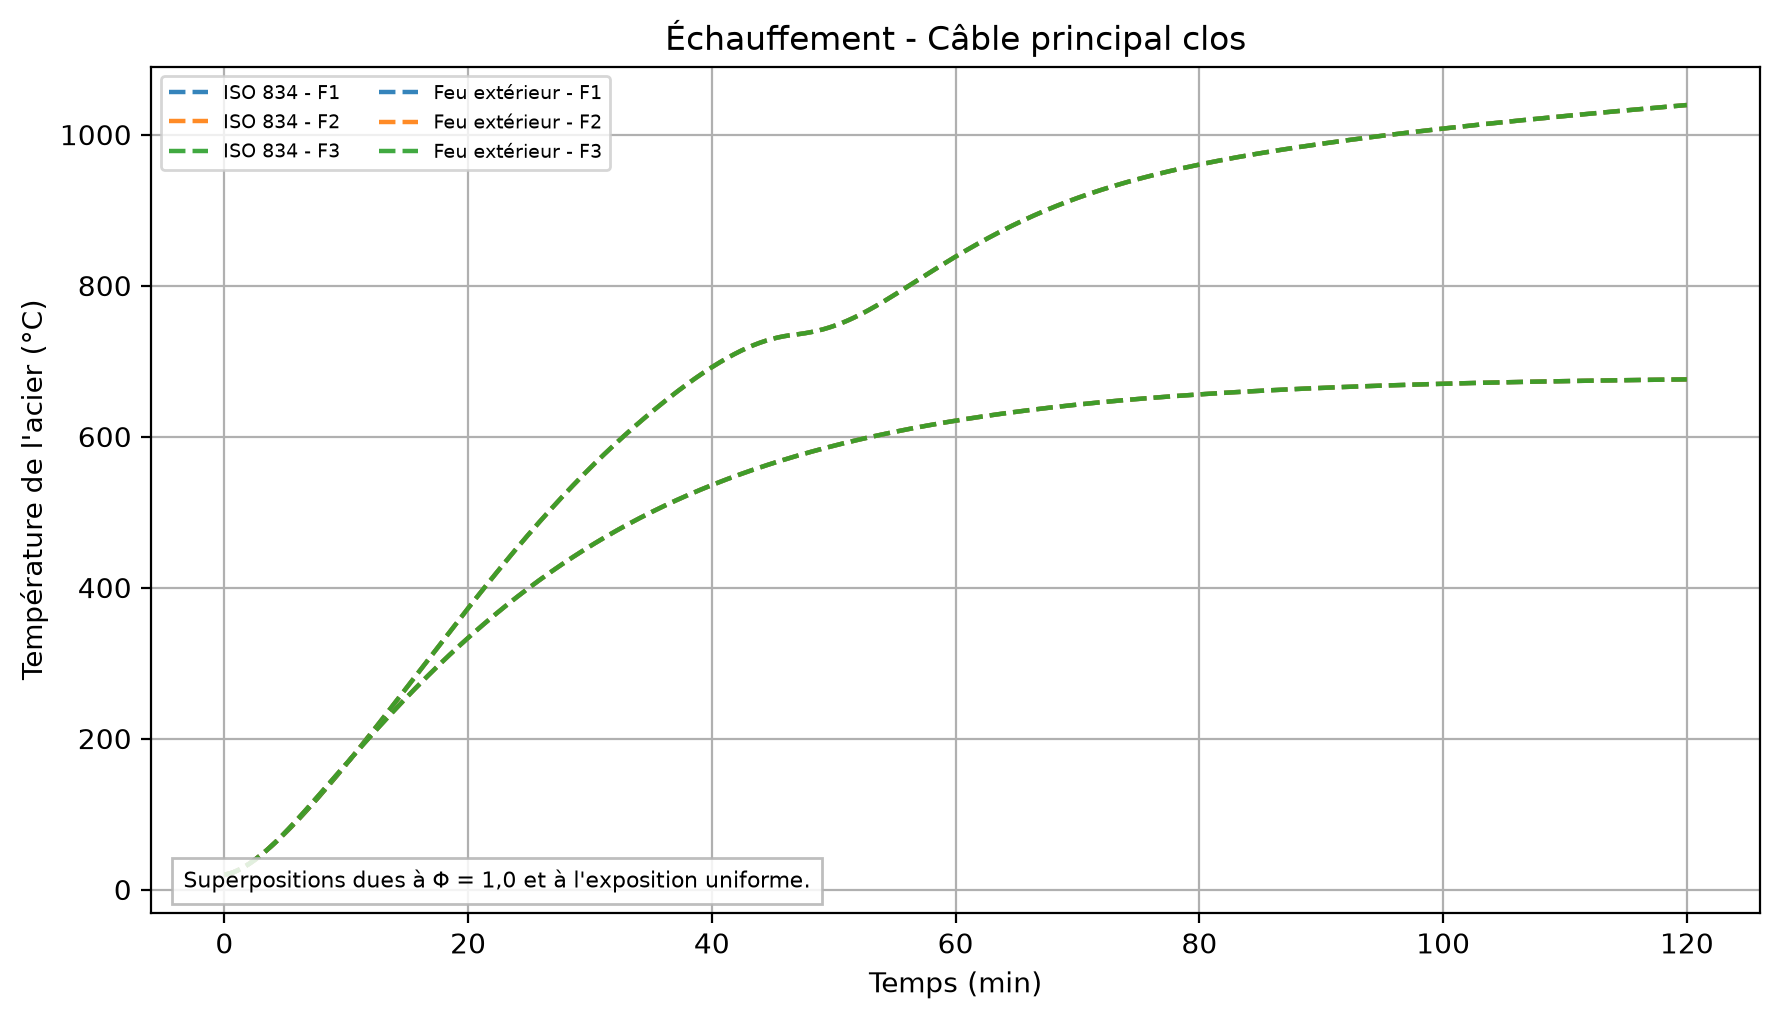 Échauffement - Câble principal clos
ISO 834 - F1
ISO 834 - F2
ISO 834 - F3
Feu extérieur - F1
Feu extérieur - F2
Feu extérieur - F3
Température de l'acier (°C)
1000
800
600
400
200
0
Superpositions dues à Φ = 1,0 et à l'exposition uniforme.
0 20 40 60 80 100 120
Temps (min)